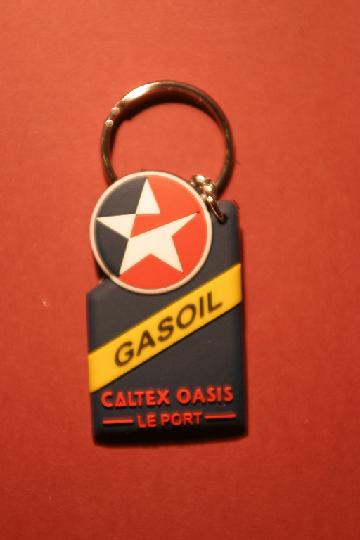 GASOIL
CALTEX OASIS
LE PORT